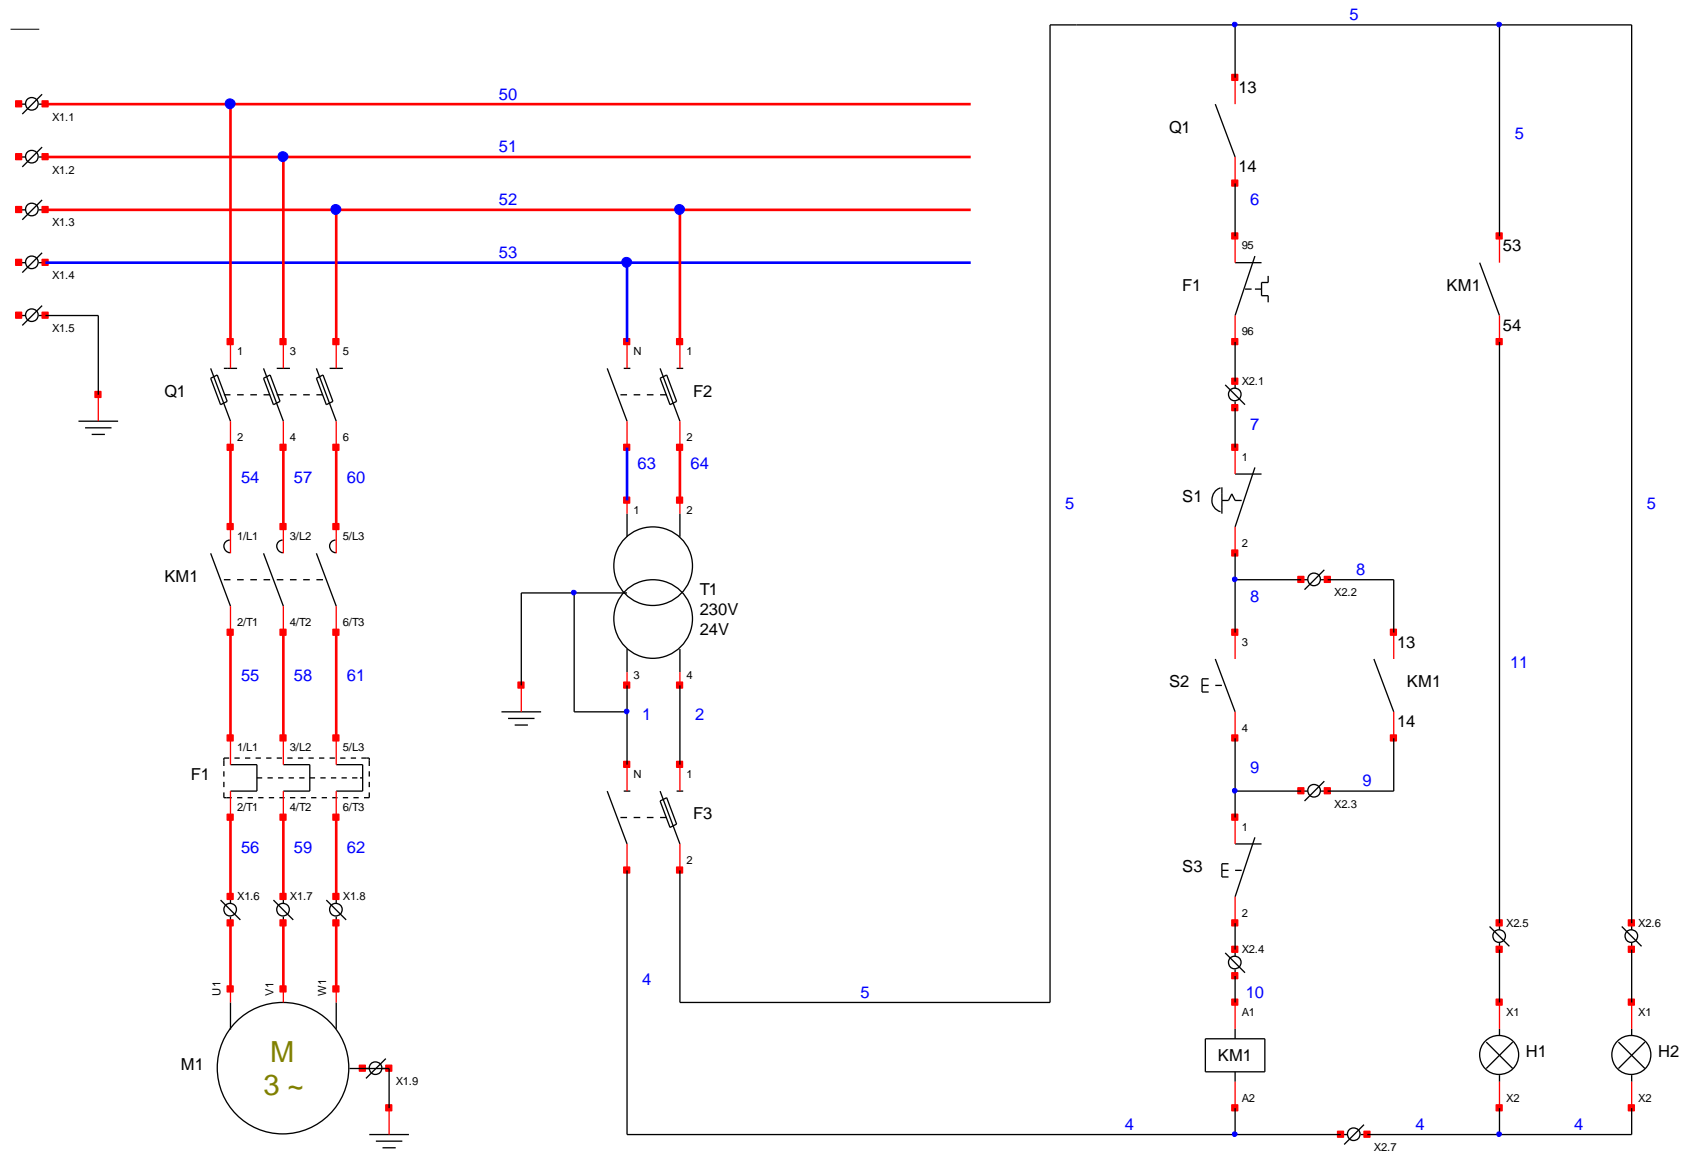 5
50
X1.1
13
Q1
51
5
X1.2
14
52
6
X1.3
53
95
53
X1.4
F1
KM1
X1.5
96
54
1
3
5
N
1
X2.1
Q1
F2
7
2
4
6
2
1
54
57
60
63
64
S1
5
5
1
2
1/L1
3/L2
5/L3
2
KM1
8
T1
8
X2.2
230V
24V
2/T1
4/T2
6/T3
3
13
55
58
61
11
3
4
S2
KM1
1
2
14
4
1/L1
3/L2
5/L3
9
9
F1
N
1
X2.3
2/T1
4/T2
6/T3
F3
1
56
59
62
2
S3
X1.6
X1.7
X1.8
2
X2.5
X2.6
X2.4
4
5
10
U1
V1
W1
A1
X1
X1
M
3 ~
M1
KM1
H1
H2
X1.9
A2
X2
X2
4
4
4
X2.7